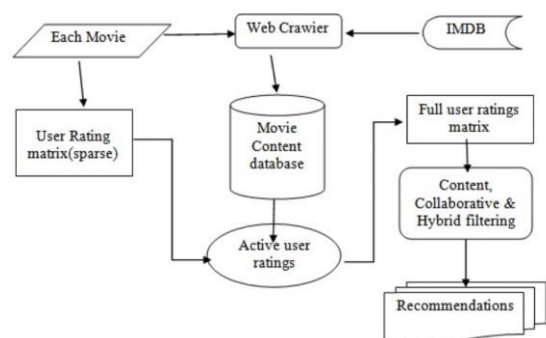 Each Movie
Web Crawier
IMDB
User Rating
matrix(sparse)
Movie
Content
database
Full user ratings
matrix
Content,
Collaborative &
Hybrid filtering
Active user
ratings
Recommendations